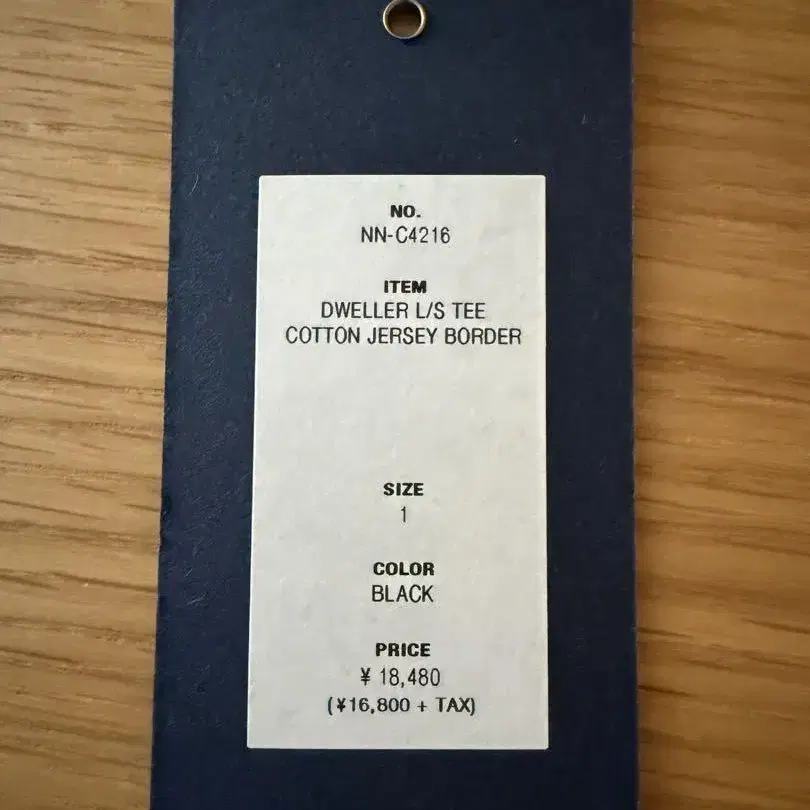 NO.
NN-C4216
ITEM
DWELLER L/S TEE
COTTON JERSEY BORDER
SIZE
1
COLOR
BLACK
PRICE
¥ 18,480
(¥16,800 + TAX)